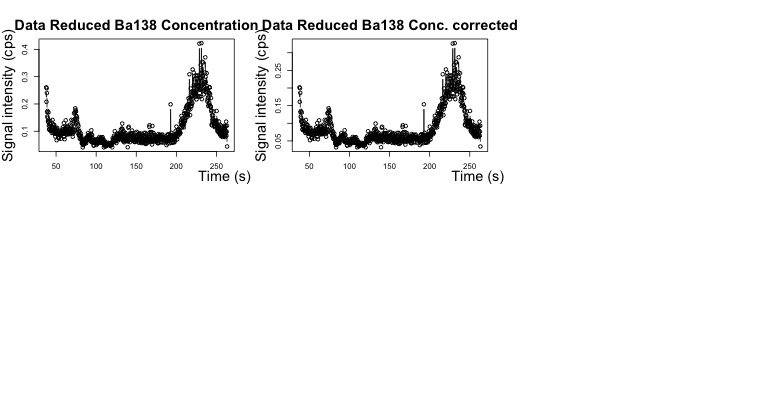 Data Reduced Ba138 Concentration
Signal intensity (cps)
0.4
0.3
0.2
0.1
50 100 150 200 250
Time (s)
Data Reduced Ba138 Conc. corrected
Signal intensity (cps)
0.25
0.15
0.05
50 100 150 200 250
Time (s)